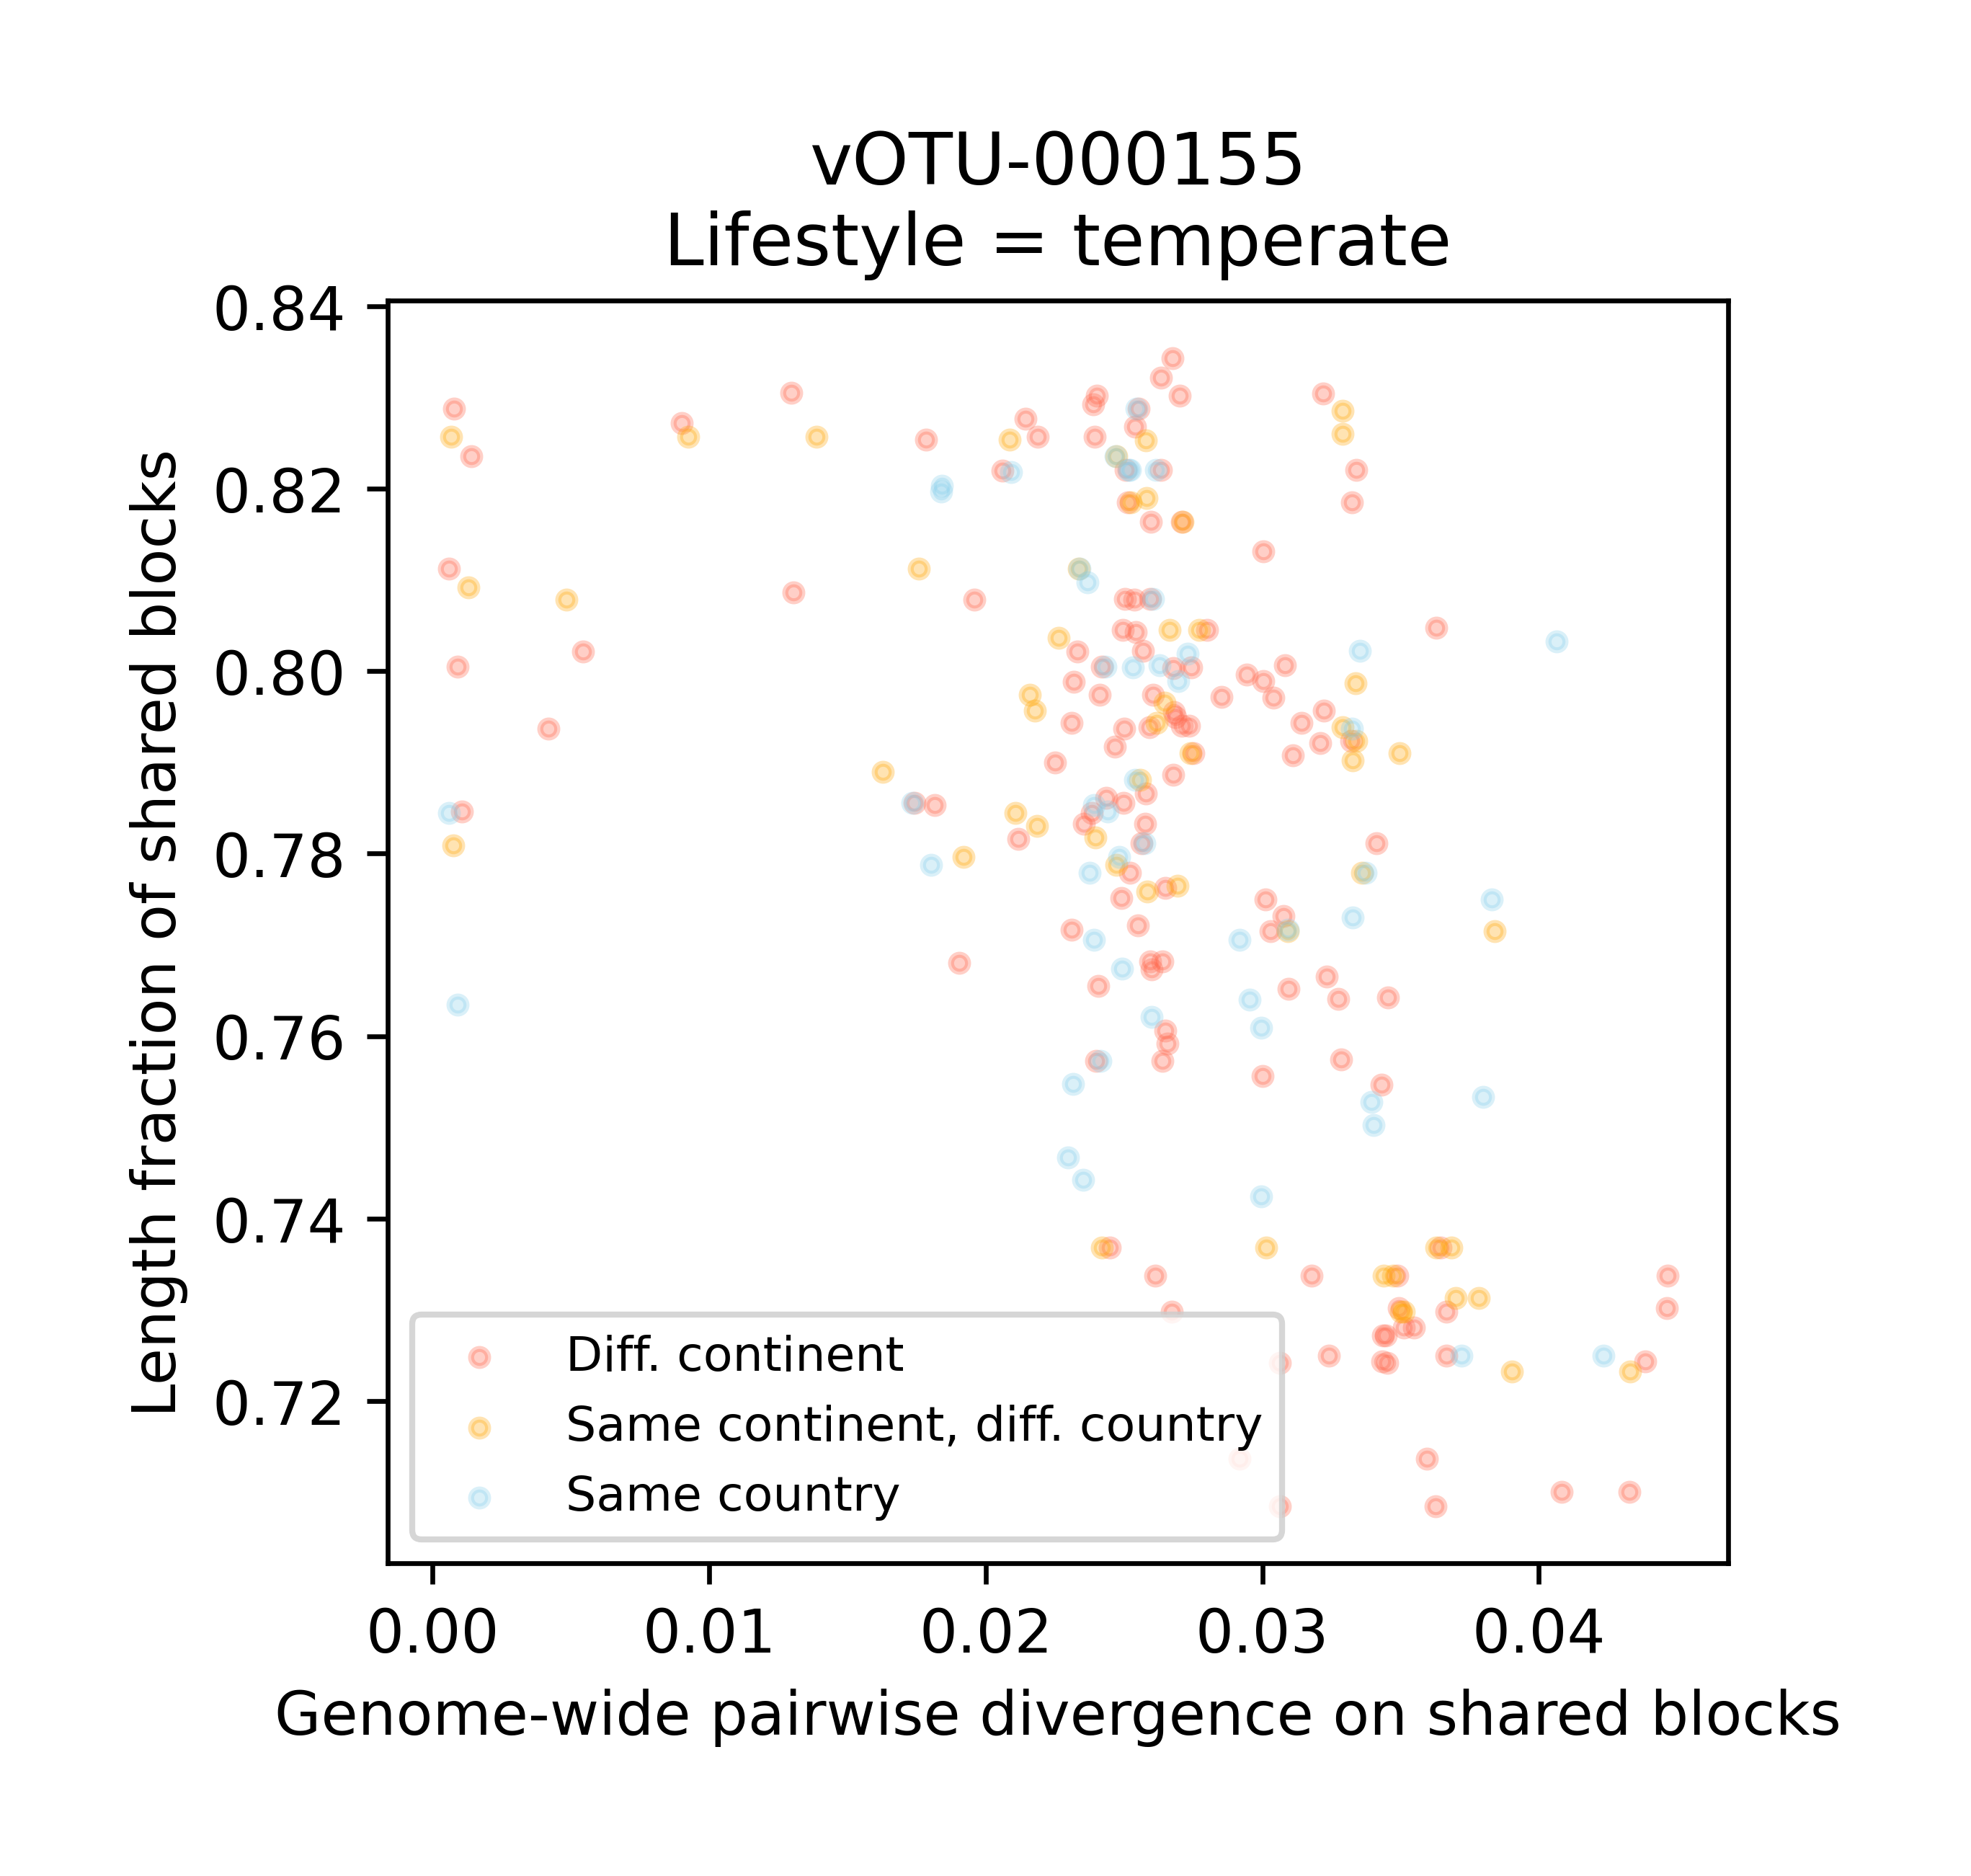 vOTU-000155
Lifestyle = temperate
Length fraction of shared blocks
0.84
0.82
0.80
0.78
0.76
0.74
0.72
Diff. continent
Same continent, diff. country
Same country
0.00
0.01
0.02
0.03
0.04
Genome-wide pairwise divergence on shared blocks